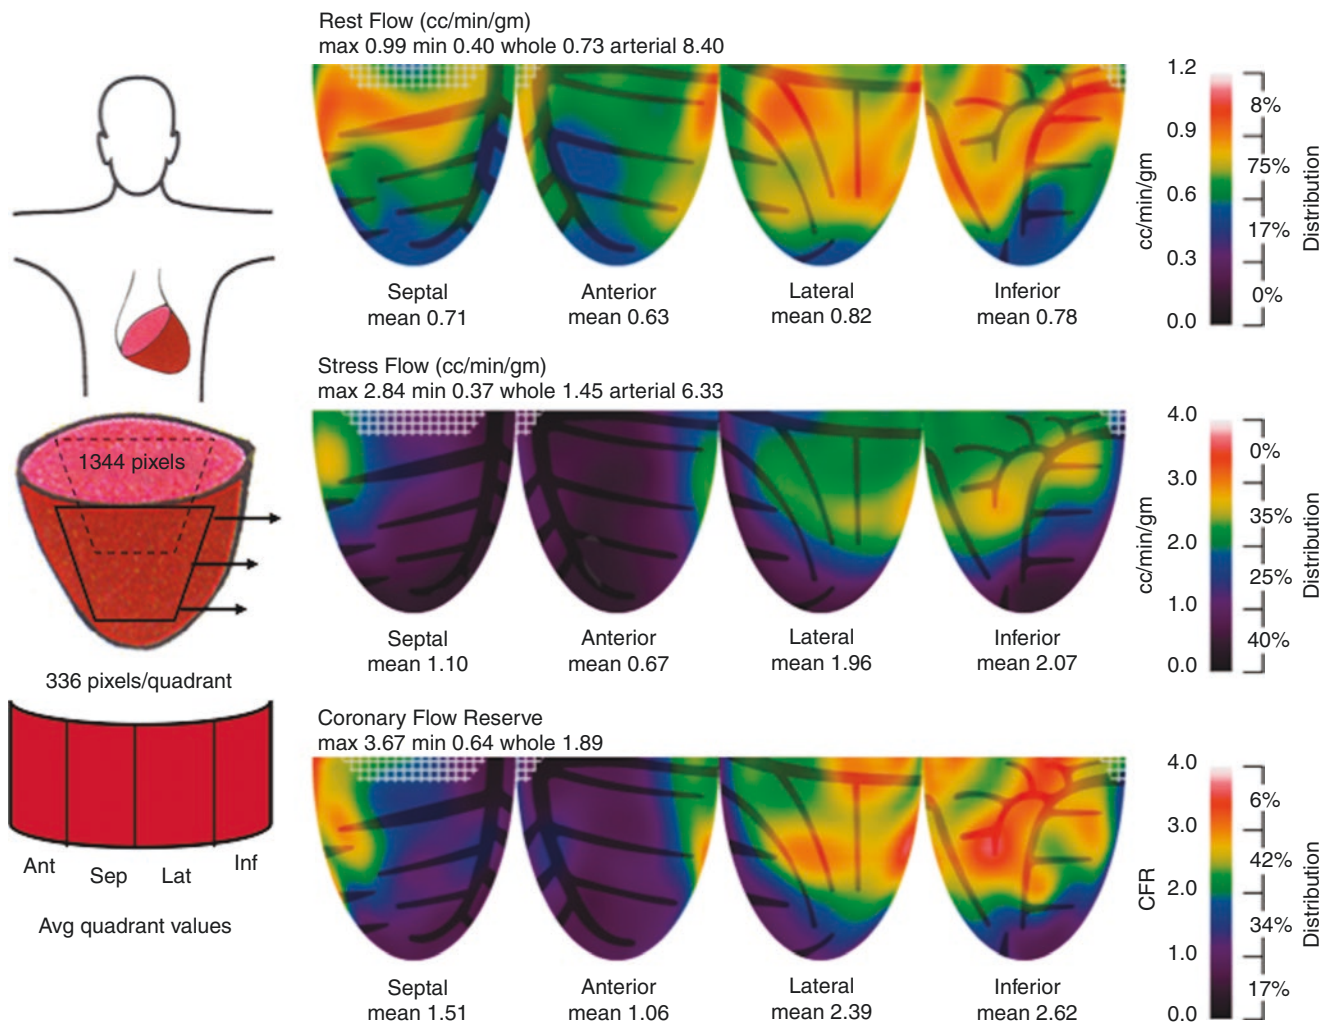 Rest Flow (cc/min/gm)
max 0.99 min 0.40 whole 0.73 arterial 8.40
1.2
0.9
0.6
0.3
0.0
cc/min/gm
8%
75%
17%
0%
Distribution
Septal
mean 0.71
Anterior
mean 0.63
Lateral
mean 0.82
Inferior
mean 0.78
Stress Flow (cc/min/gm)
max 2.84 min 0.37 whole 1.45 arterial 6.33
4.0
3.0
2.0
1.0
0.0
cc/min/gm
0%
35%
25%
40%
Distribution
Septal
mean 1.10
Anterior
mean 0.67
Lateral
mean 1.96
Inferior
mean 2.07
1344 pixels
336 pixels/quadrant
Ant
Sep
Lat
Inf
Avg quadrant values
Coronary Flow Reserve
max 3.67 min 0.64 whole 1.89
4.0
3.0
2.0
1.0
0.0
CFR
6%
42%
34%
17%
Distribution
Septal
mean 1.51
Anterior
mean 1.06
Lateral
mean 2.39
Inferior
mean 2.62